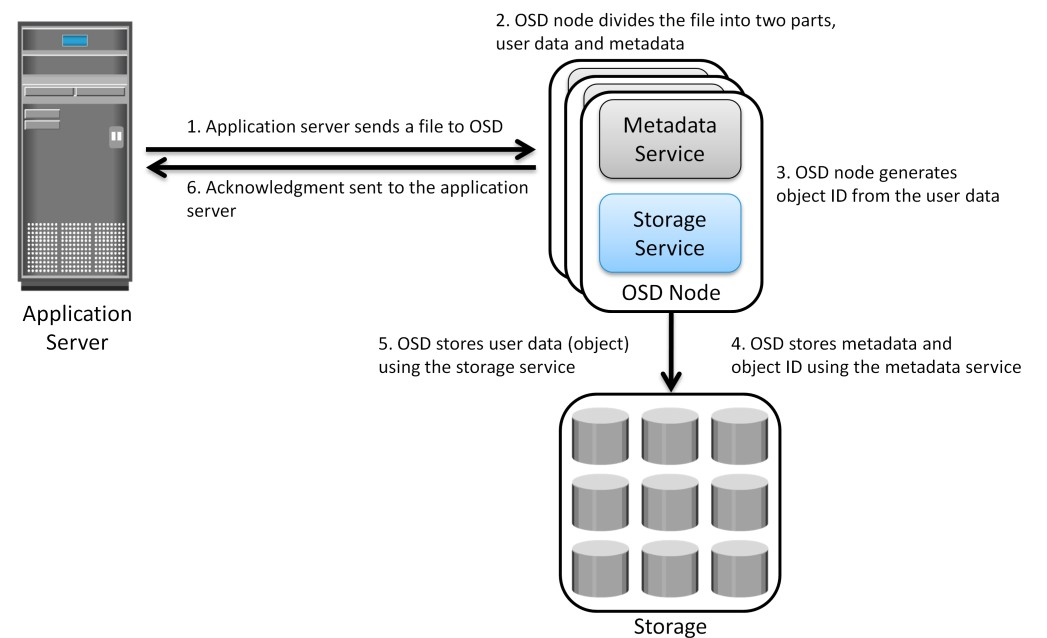 2. OSD node divides the file into two parts,
user data and metadata
1. Application server sends a file to OSD
6. Acknowledgment sent to the application
server
Metadata
Service
Storage
Service
OSD Node
3. OSD node generates
object ID from the user data
Application
Server
5. OSD stores user data (object)
using the storage service
4. OSD stores metadata and
object ID using the metadata service
Storage